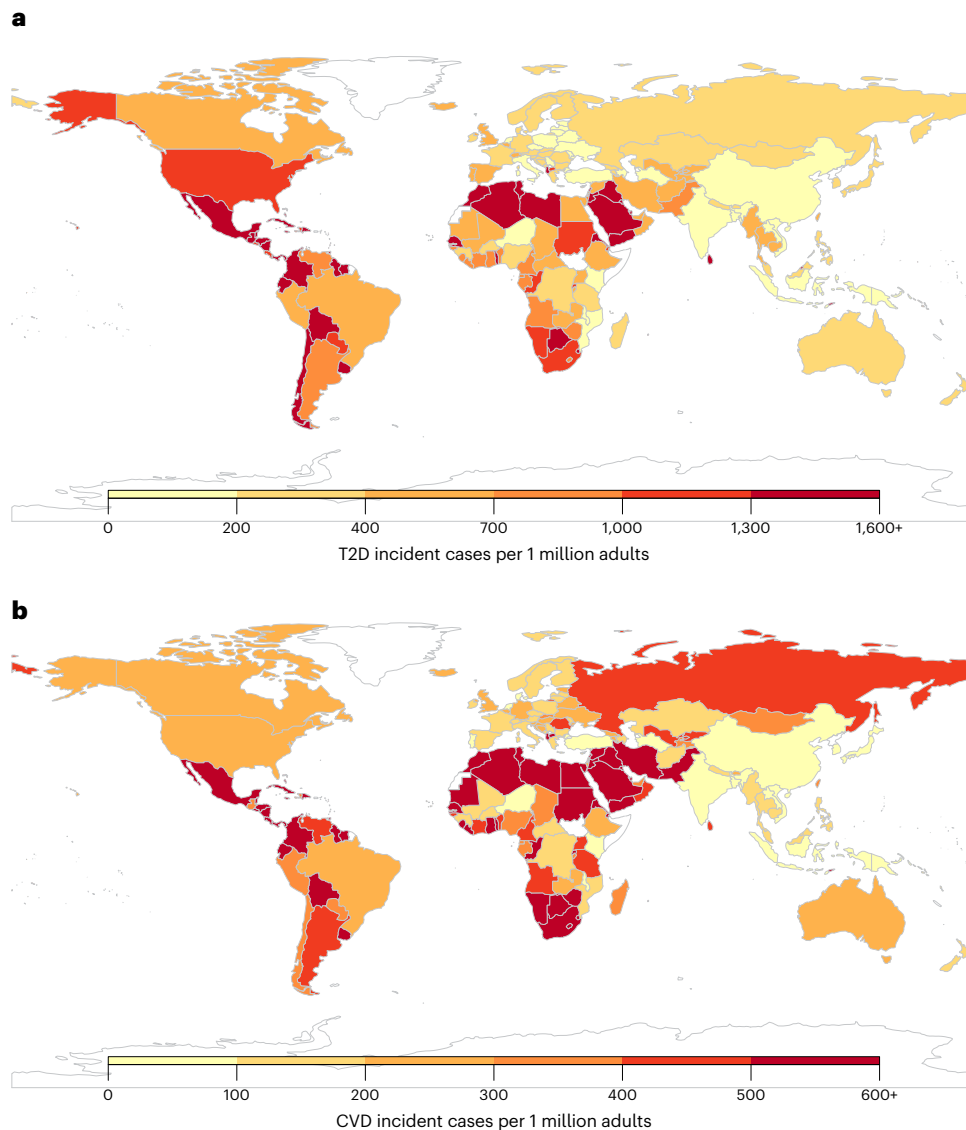 a
0 200 400 700 1,000 1,300 1,600+
T2D incident cases per 1 million adults
b
0 100 200 300 400 500 600+
CVD incident cases per 1 million adults